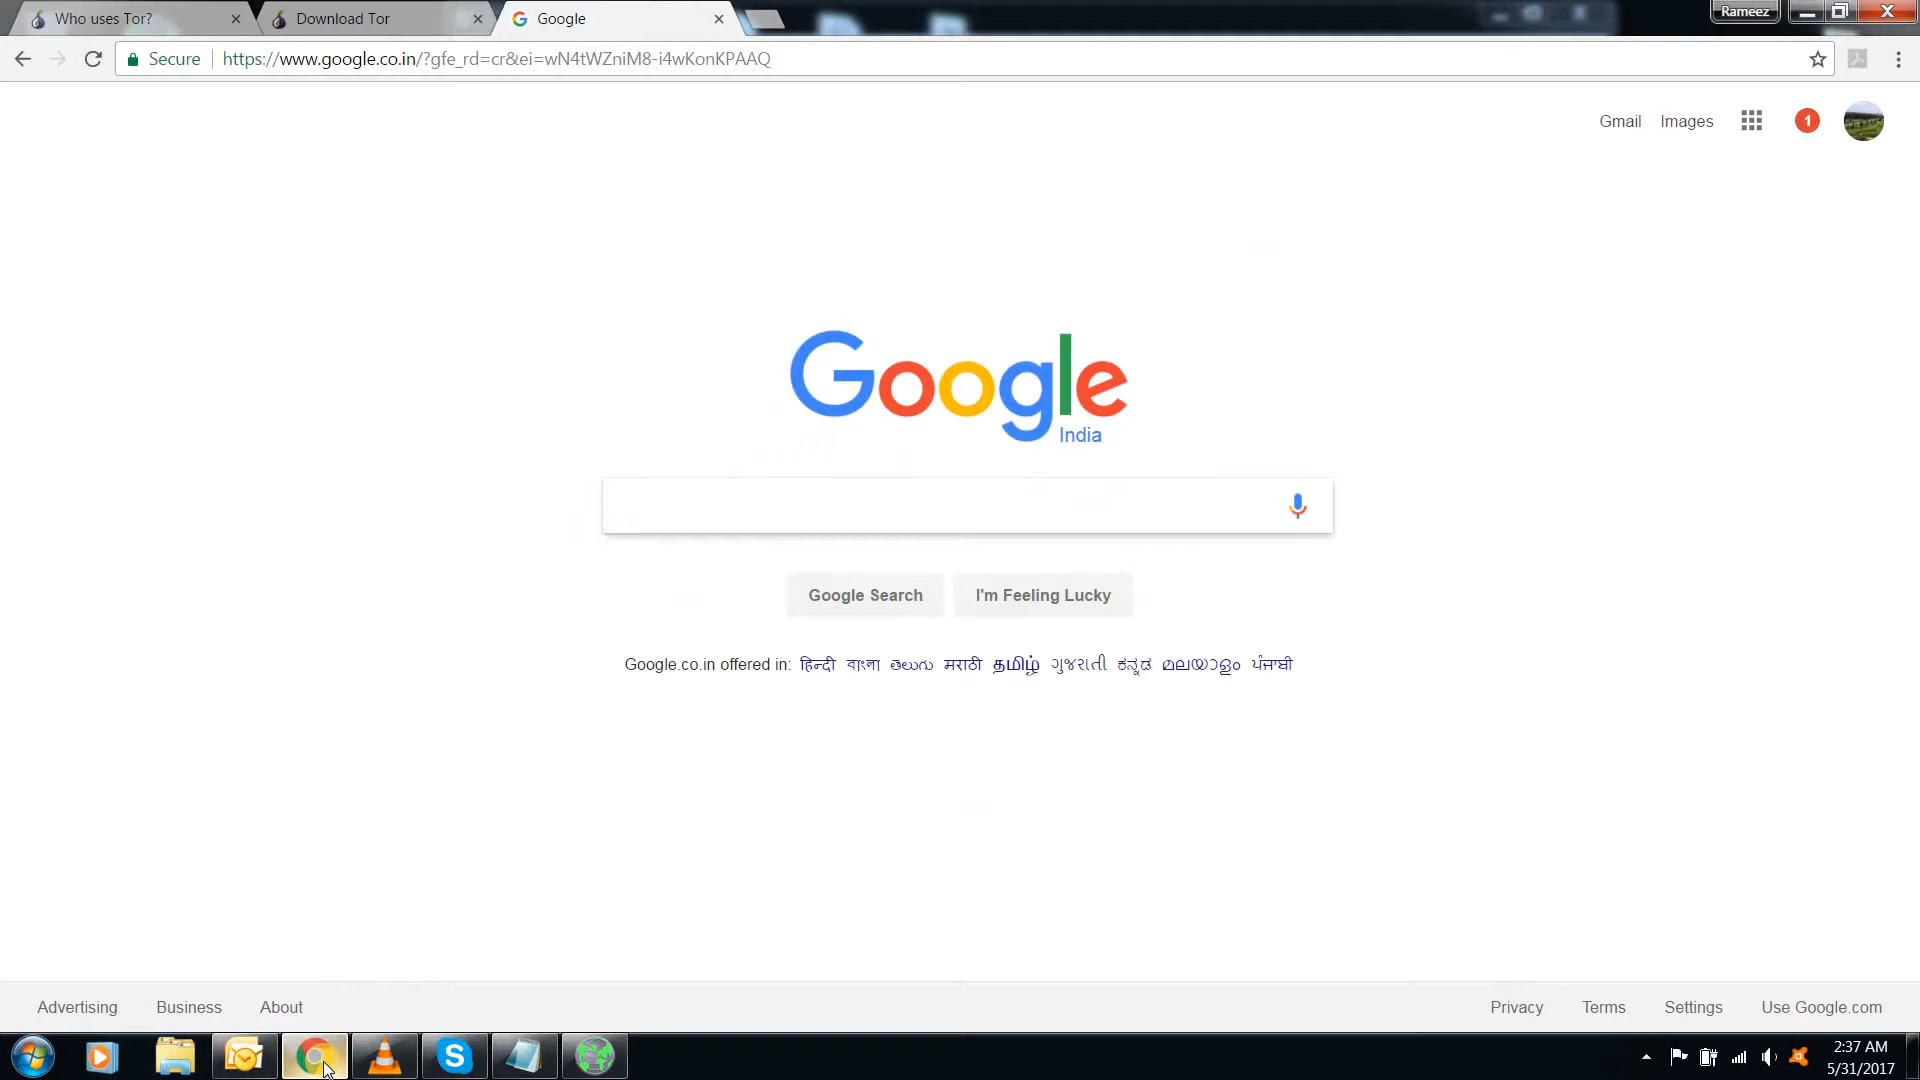 Who uses Tor?
Download Tor
Google
Rameez
Secure
https://www.google.co.in/?gfe_rd=cr&ei=wN4tWZniM8-i4wKonKPAAQ
Gmail Images 1
Google
India
Google Search
I'm Feeling Lucky
Google.co.in offered in: हिन्दी বাংলা తెలుగు मराठी தமிழ் ગુજરાતી ಕನ್ನಡ മലയാളം ਪੰਜਾਬੀ
Advertising Business About
Privacy Terms Settings Use Google.com
2:37 AM
5/31/2017